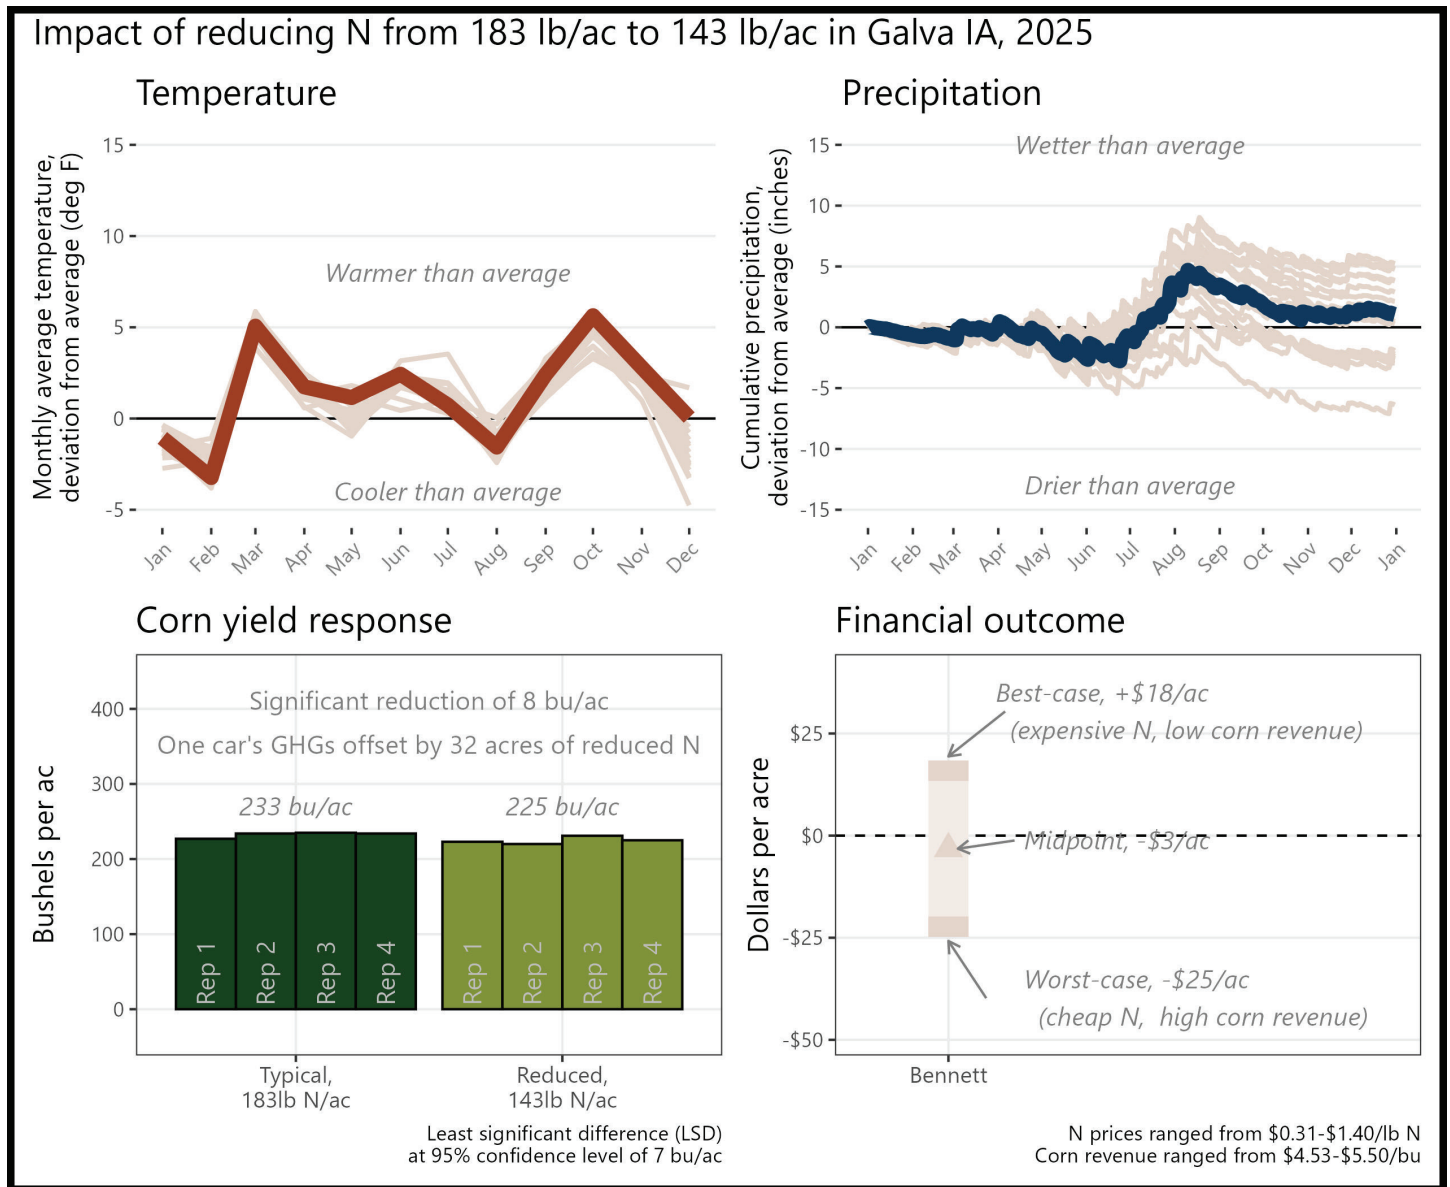 Impact of reducing N from 183 lb/ac to 143 lb/ac in Galva IA, 2025
Temperature
Monthly average temperature,
deviation from average (deg F)
15
10
5
0
-5
Warmer than average
Cooler than average
Jan
Feb
Mar
Apr
May
Jun
Jul
Aug
Sep
Oct
Nov
Dec
Precipitation
Cumulative precipitation,
deviation from average (inches)
15
10
5
0
-5
-10
-15
Wetter than average
Drier than average
Jan
Feb
Mar
Apr
May
Jun
Jul
Aug
Sep
Oct
Nov
Dec
Jan
Corn yield response
Bushels per ac
400
300
200
100
0
Significant reduction of 8 bu/ac
One car's GHGs offset by 32 acres of reduced N
233 bu/ac
225 bu/ac
Rep 1
Rep 2
Rep 3
Rep 4
Rep 1
Rep 2
Rep 3
Rep 4
Typical,
183lb N/ac
Reduced,
143lb N/ac
Least significant difference (LSD)
at 95% confidence level of 7 bu/ac
Financial outcome
Dollars per acre
$25
$0
-$25
-$50
Best-case, +$18/ac
(expensive N, low corn revenue)
Midpoint, -$3/ac
Worst-case, -$25/ac
(cheap N,  high corn revenue)
Bennett
N prices ranged from $0.31-$1.40/lb N
Corn revenue ranged from $4.53-$5.50/bu